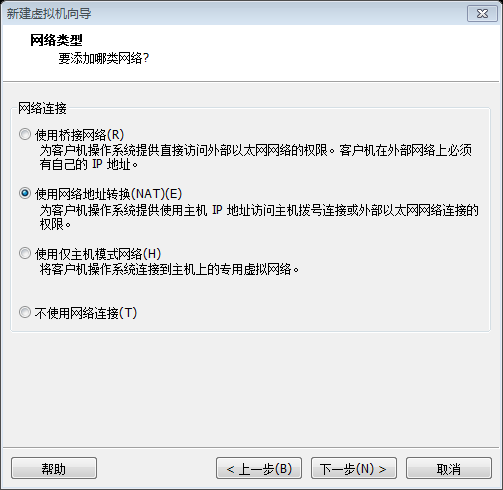 新建虚拟机向导
网络类型
要添加哪类网络?
网络连接
使用桥接网络(R)
为客户机操作系统提供直接访问外部以太网网络的权限。客户机在外部网络上必须
有自己的 IP 地址。
使用网络地址转换(NAT)(E)
为客户机操作系统提供使用主机 IP 地址访问主机拨号连接或外部以太网网络连接的
权限。
使用仅主机模式网络(H)
将客户机操作系统连接到主机上的专用虚拟网络。
不使用网络连接(T)
帮助
< 上一步(B)
下一步(N) >
取消